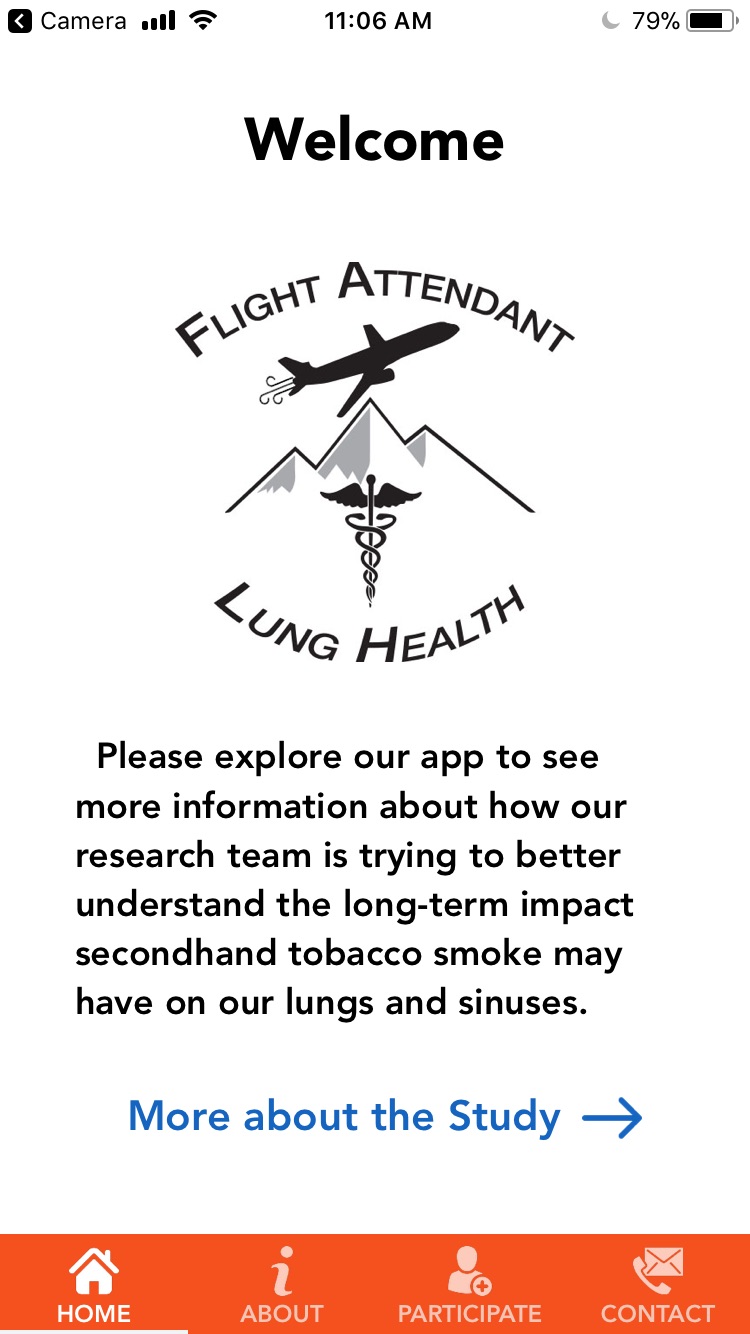 Camera 11:06 AM 79%
Welcome
FLIGHT ATTENDANT
LUNG HEALTH
Please explore our app to see
more information about how our
research team is trying to better
understand the long-term impact
secondhand tobacco smoke may
have on our lungs and sinuses.
More about the Study
HOME ABOUT PARTICIPATE CONTACT